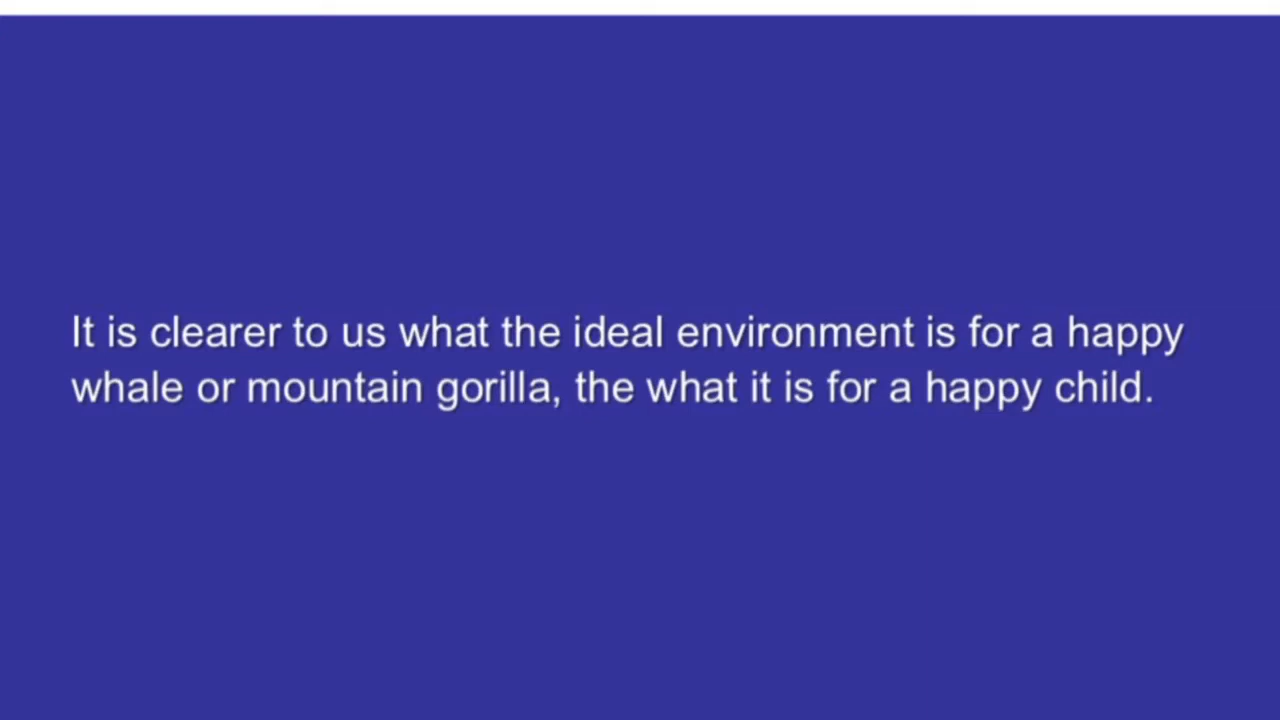 It is clearer to us what the ideal environment is for a happy
whale or mountain gorilla, the what it is for a happy child.